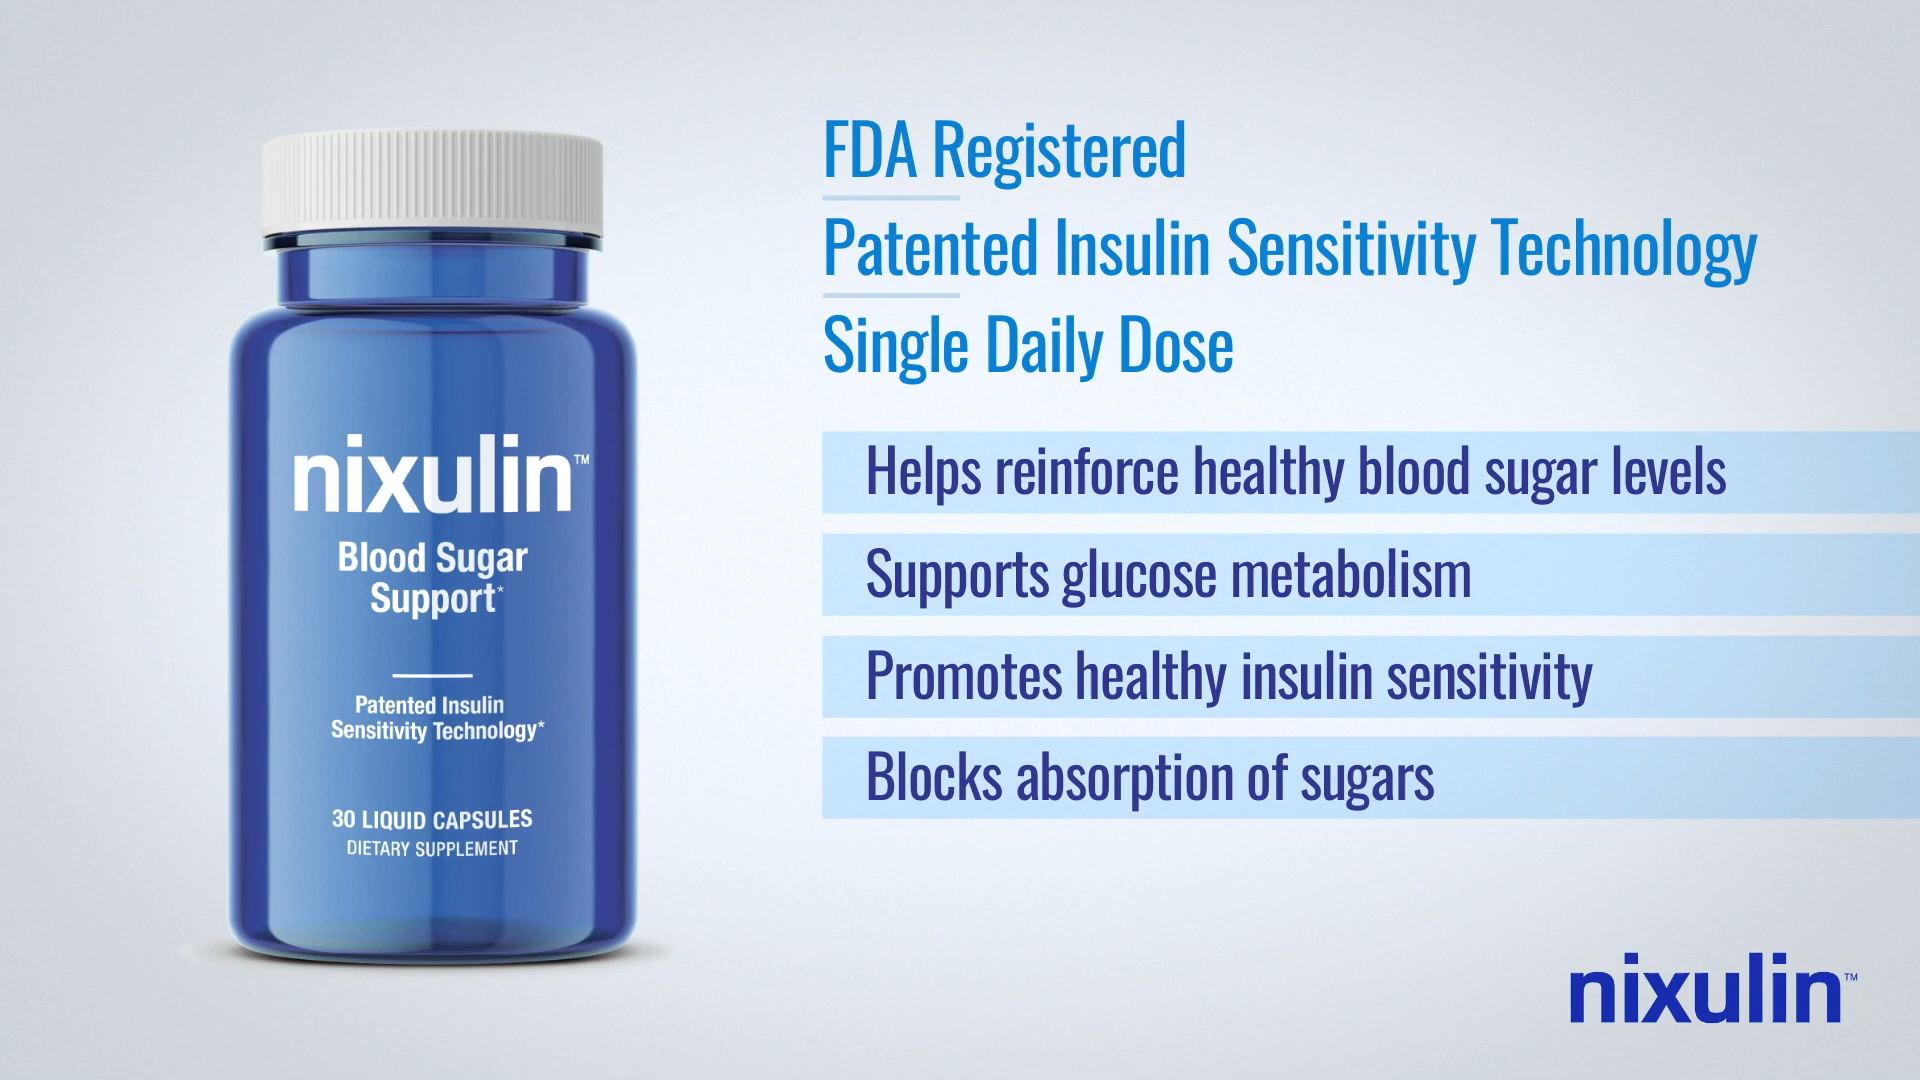 nixulin™
Blood Sugar
Support*
Patented Insulin
Sensitivity Technology*
30 LIQUID CAPSULES
DIETARY SUPPLEMENT
FDA Registered
Patented Insulin Sensitivity Technology
Single Daily Dose
Helps reinforce healthy blood sugar levels
Supports glucose metabolism
Promotes healthy insulin sensitivity
Blocks absorption of sugars
nixulin™